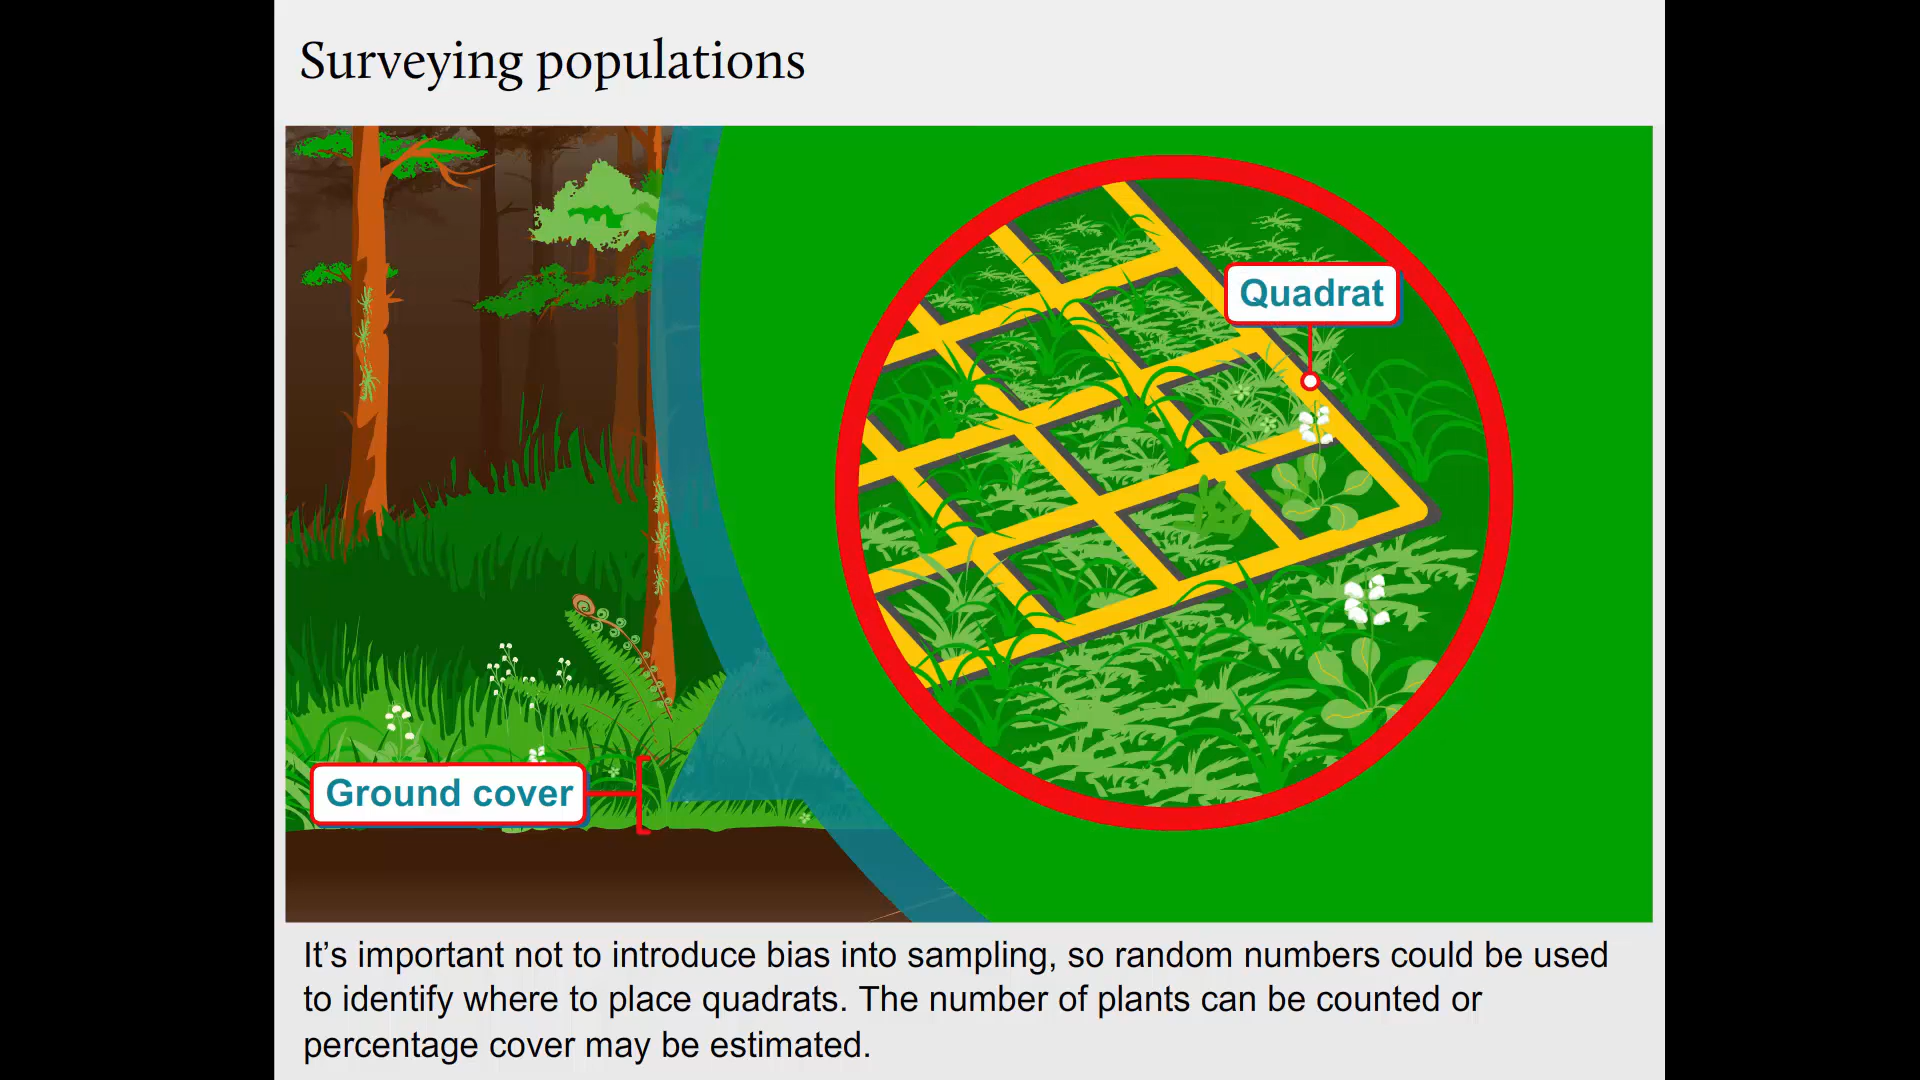 Surveying populations
Quadrat
Ground cover
It’s important not to introduce bias into sampling, so random numbers could be used
to identify where to place quadrats. The number of plants can be counted or
percentage cover may be estimated.